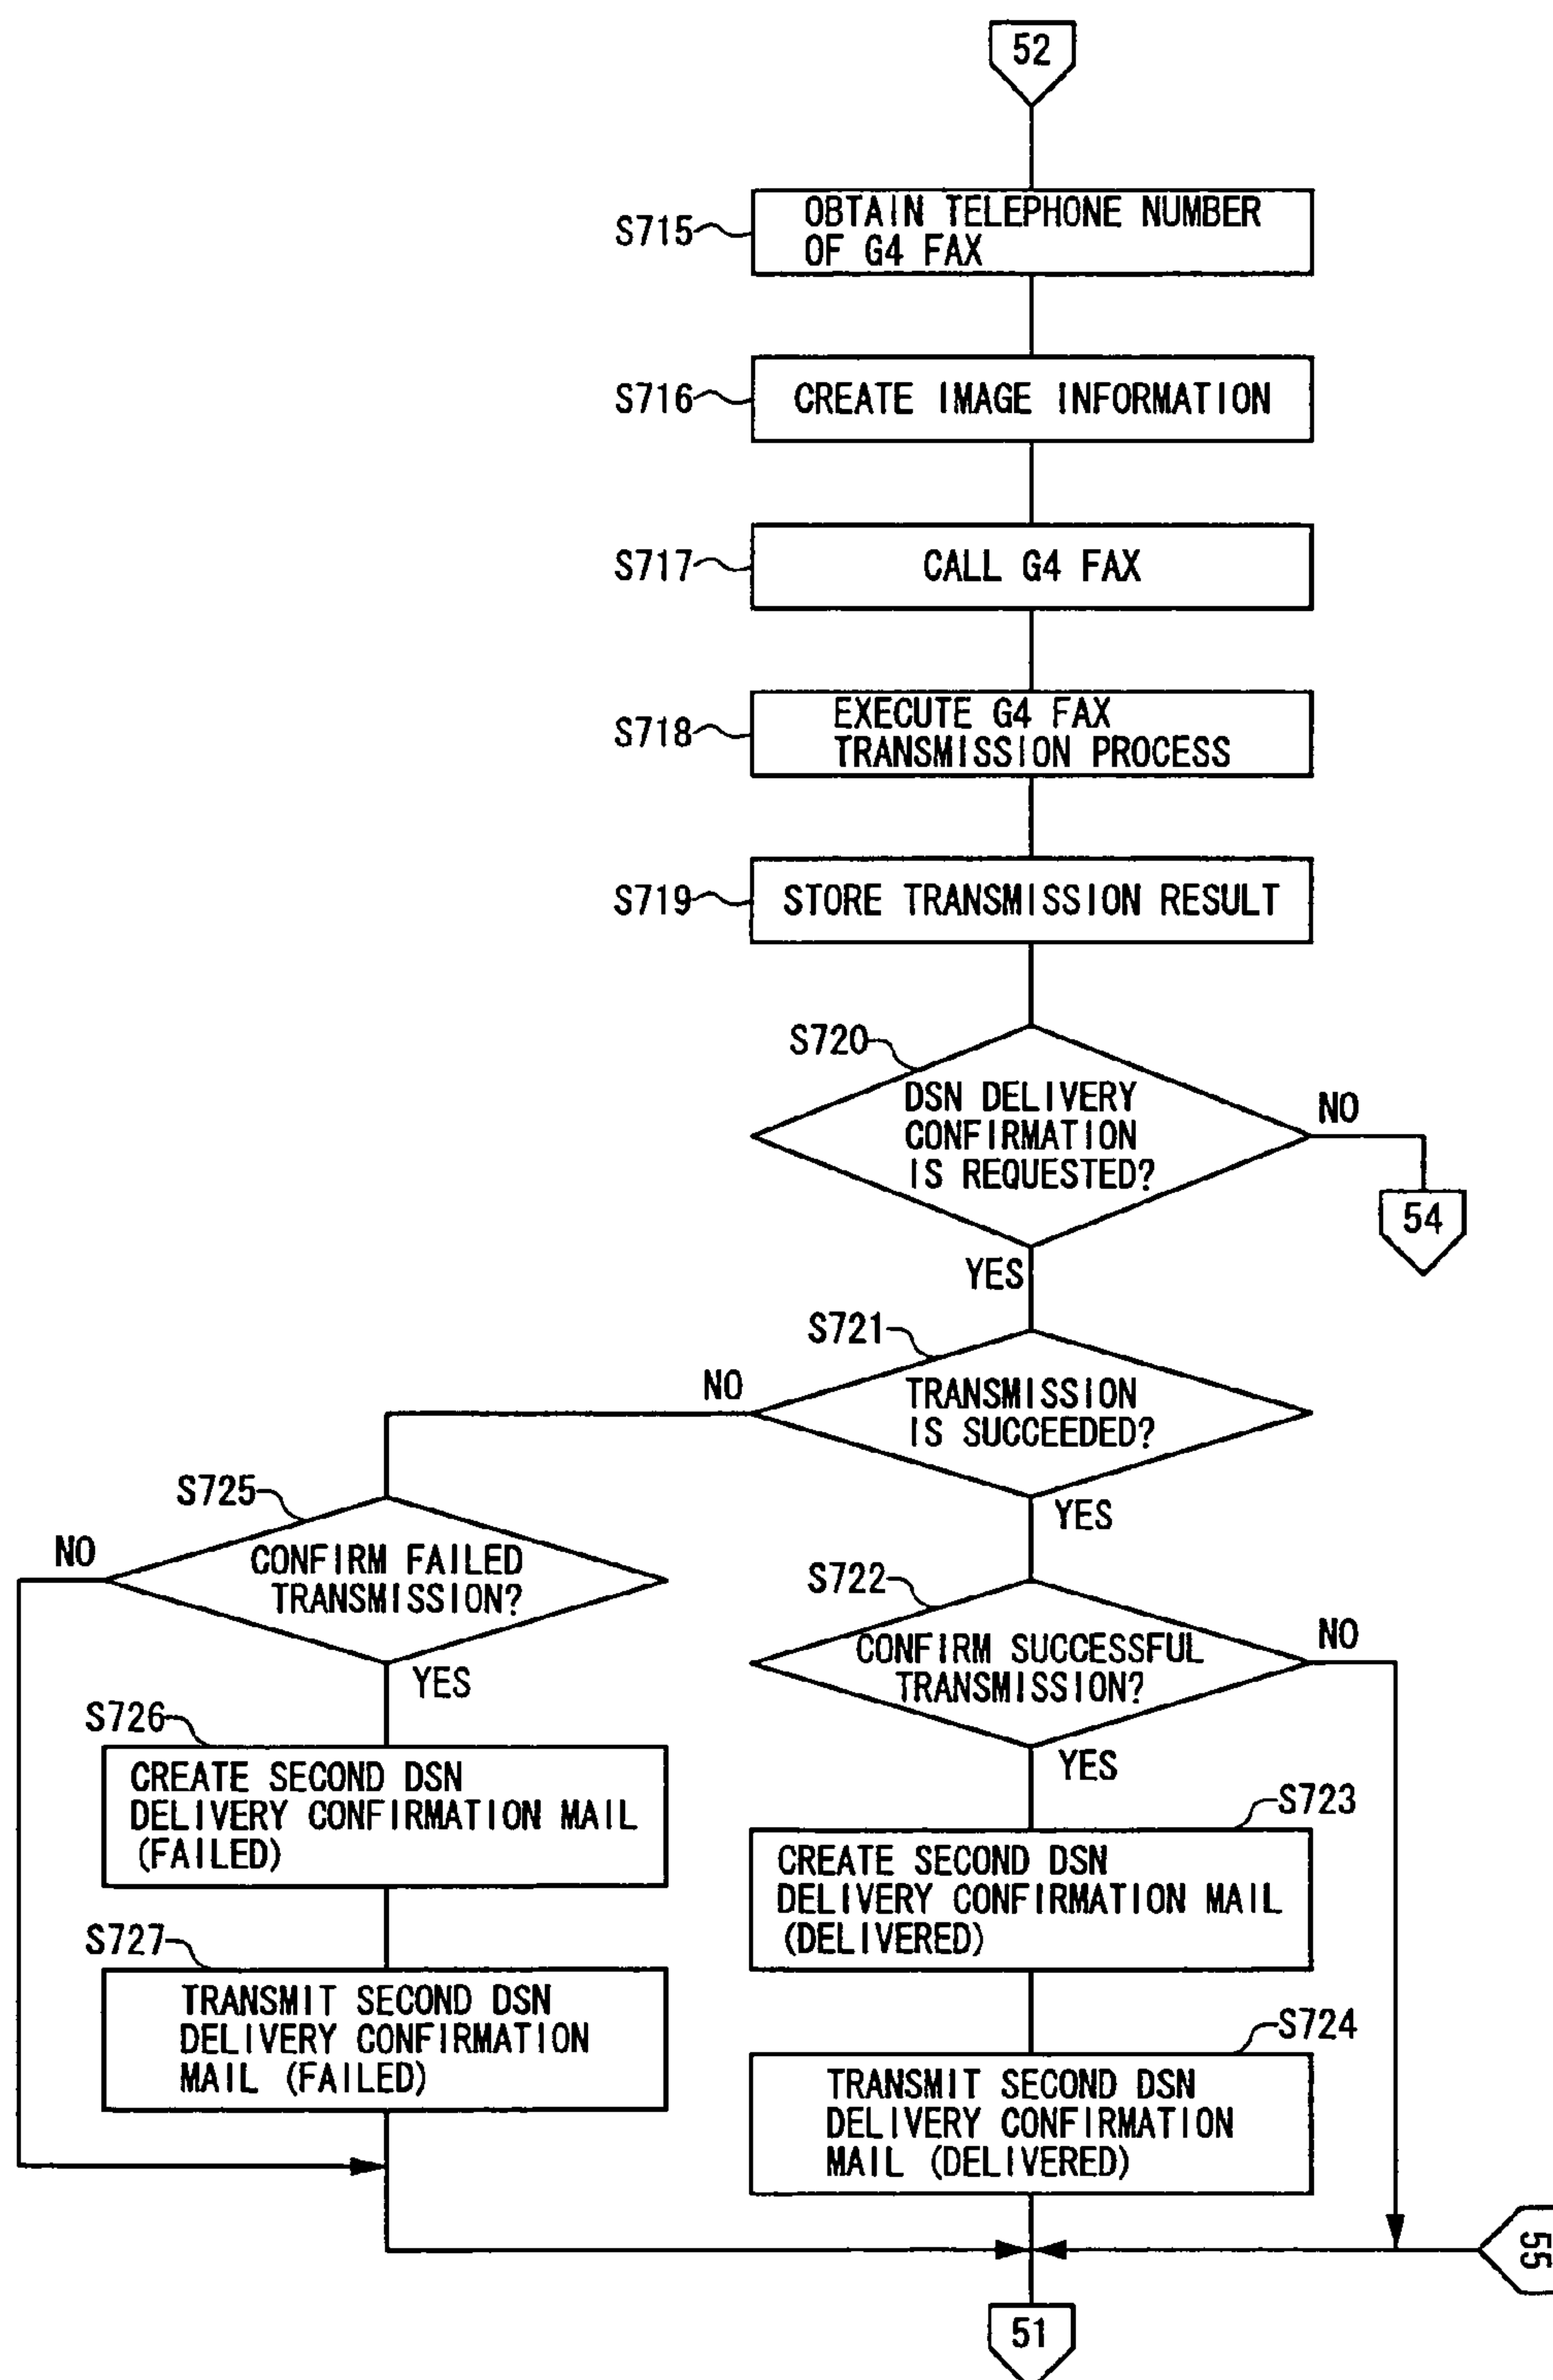 52
S715
OBTAIN TELEPHONE NUMBER
OF G4 FAX
S716
CREATE IMAGE INFORMATION
S717
CALL G4 FAX
S718
EXECUTE G4 FAX
TRANSMISSION PROCESS
S719
STORE TRANSMISSION RESULT
S720
DSN DELIVERY
CONFIRMATION
IS REQUESTED?
NO
54
YES
S721
TRANSMISSION
IS SUCCEEDED?
NO
YES
S725
CONFIRM FAILED
TRANSMISSION?
NO
YES
S722
CONFIRM SUCCESSFUL
TRANSMISSION?
NO
YES
S726
CREATE SECOND DSN
DELIVERY CONFIRMATION MAIL
(FAILED)
S723
CREATE SECOND DSN
DELIVERY CONFIRMATION MAIL
(DELIVERED)
S727
TRANSMIT SECOND DSN
DELIVERY CONFIRMATION
MAIL (FAILED)
S724
TRANSMIT SECOND DSN
DELIVERY CONFIRMATION
MAIL (DELIVERED)
55
51